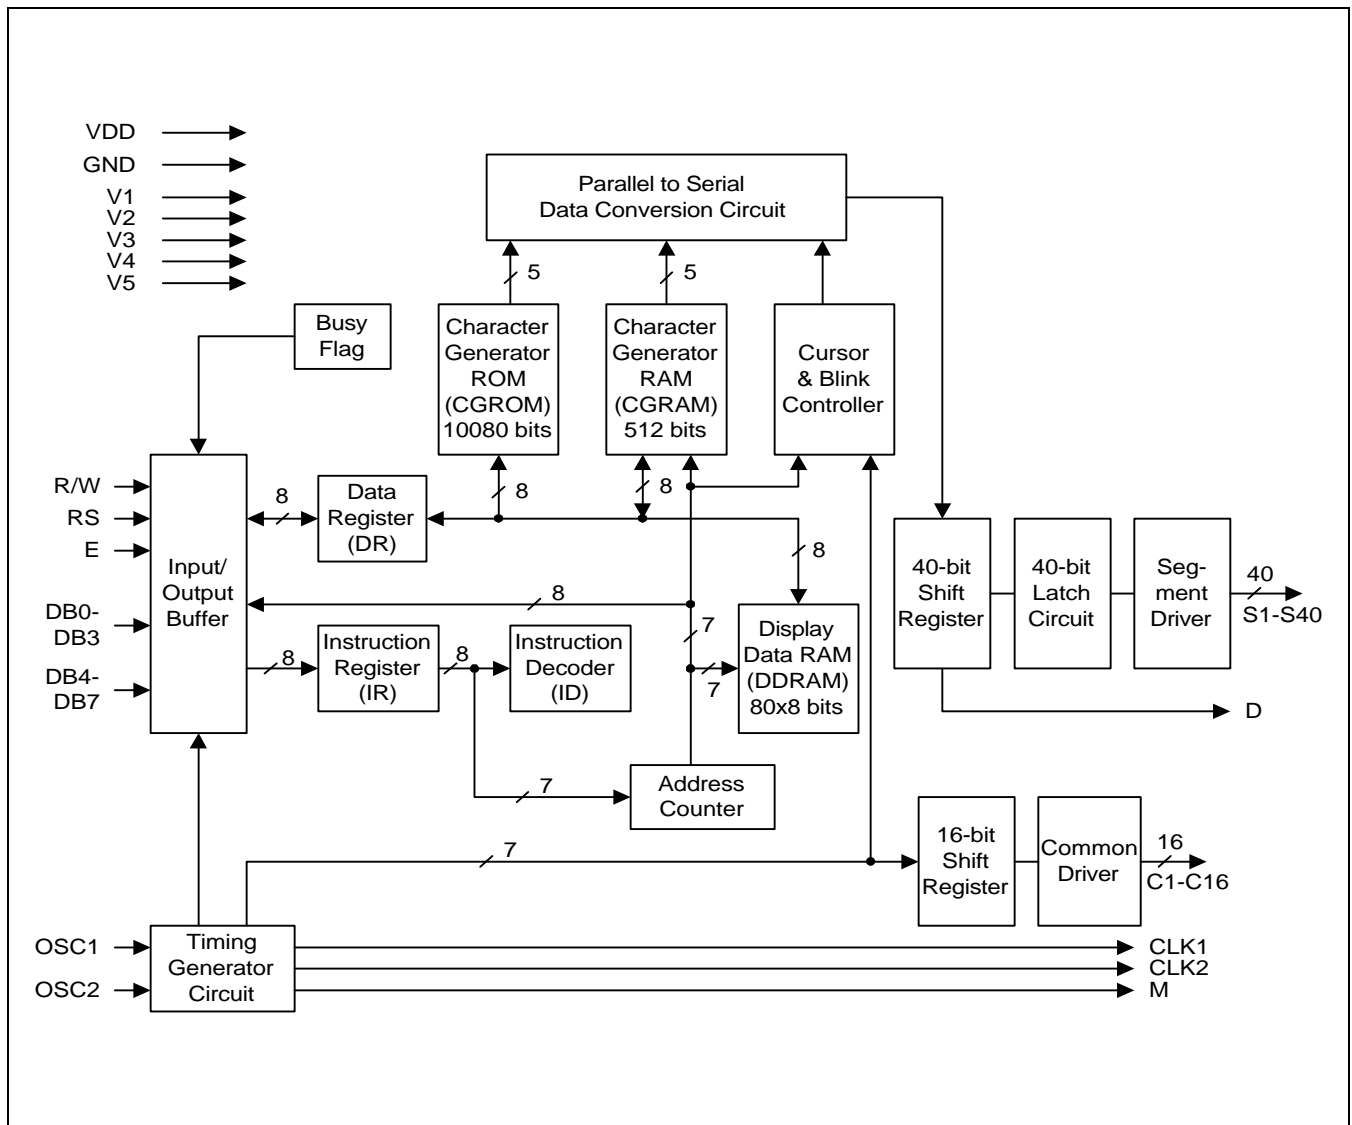 VDD
GND
V1
V2
V3
V4
V5
Parallel to Serial
Data Conversion Circuit
5
5
Busy
Flag
Character
Generator
ROM
(CGROM)
10080 bits
Character
Generator
RAM
(CGRAM)
512 bits
Cursor
& Blink
Controller
R/W
RS
E
DB0-
DB3
DB4-
DB7
Input/
Output
Buffer
8
Data
Register
(DR)
8
8
8
8
7
7
8
Instruction
Register
(IR)
8
Instruction
Decoder
(ID)
Display
Data RAM
(DDRAM)
80x8 bits
40-bit
Shift
Register
40-bit
Latch
Circuit
Seg-
ment
Driver
40
S1-S40
D
7
Address
Counter
7
16-bit
Shift
Register
Common
Driver
16
C1-C16
OSC1
OSC2
Timing
Generator
Circuit
CLK1
CLK2
M